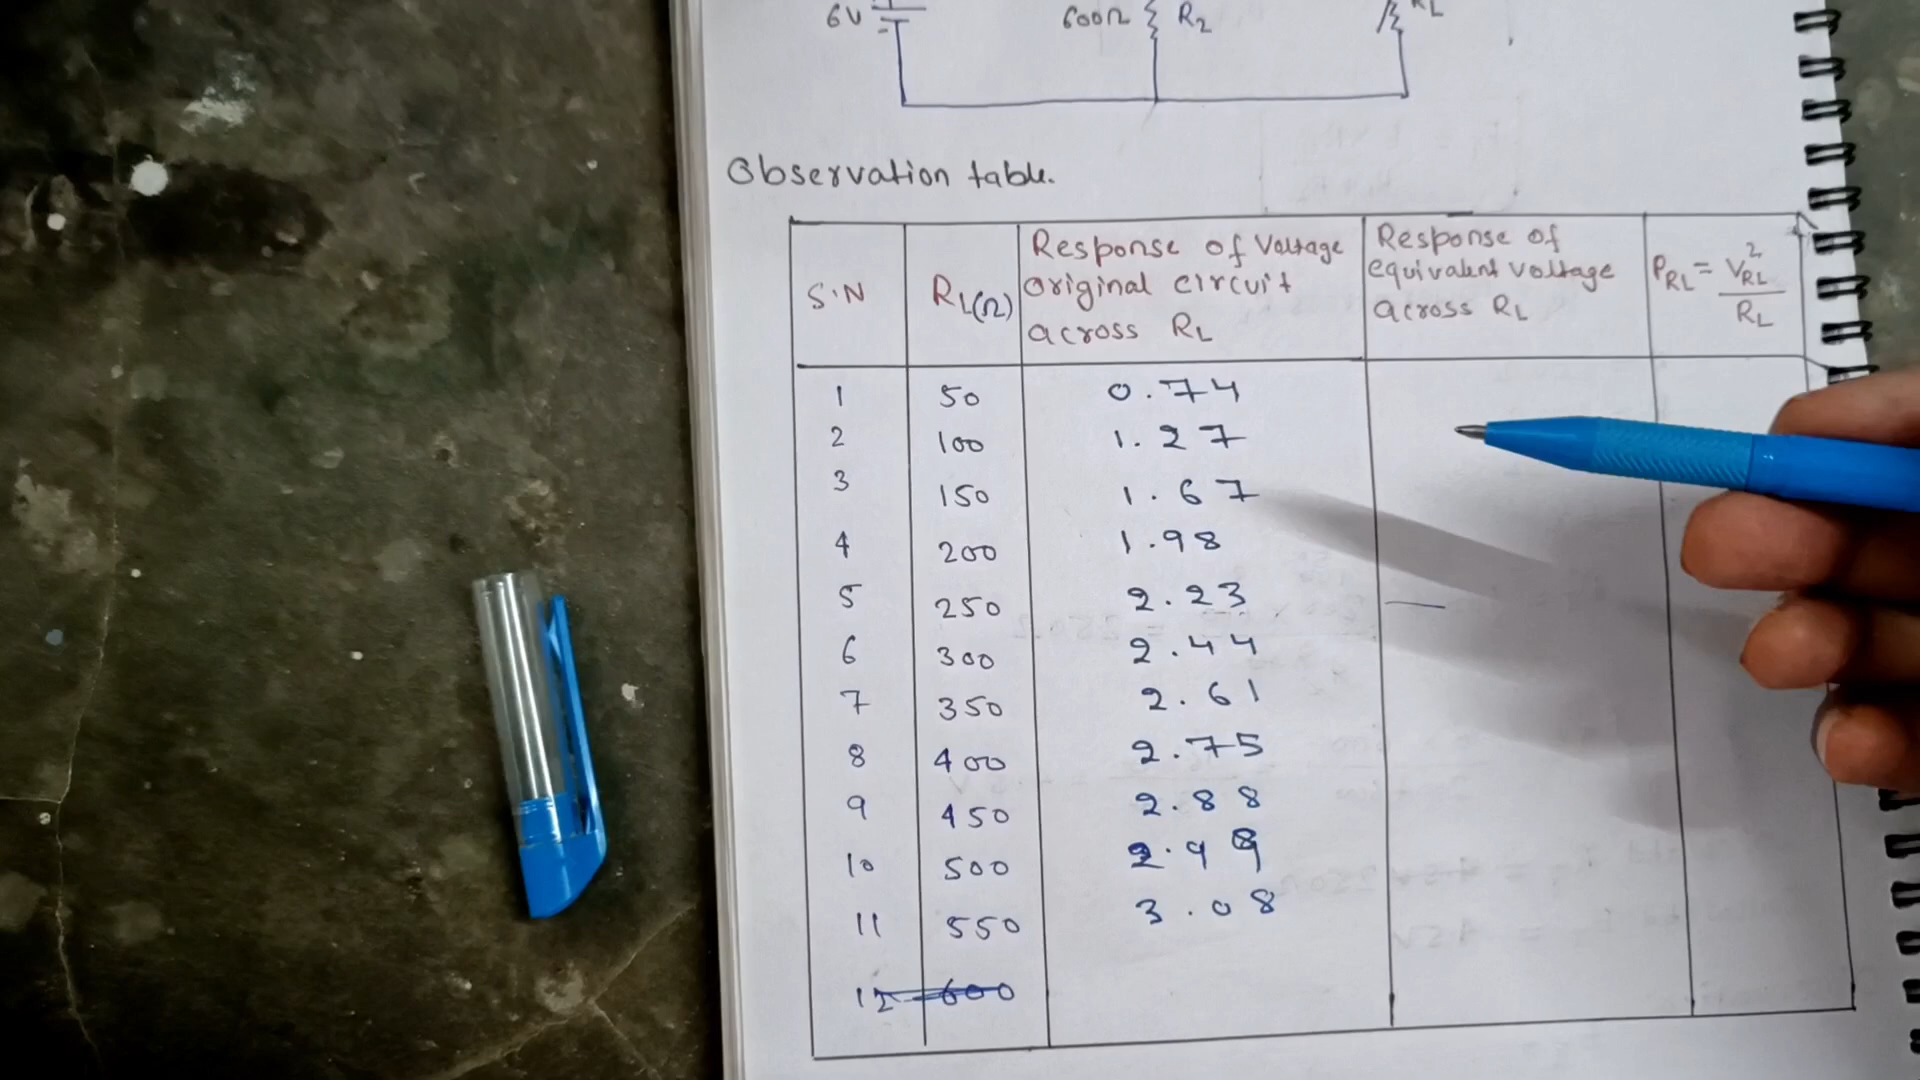 6V 600Ω R2 RL
Observation table.
S.N RL(Ω) Response of Voltage original circuit across RL Response of equivalent voltage across RL PRL = V²RL / RL
1 50 0.74
2 100 1.27
3 150 1.67
4 200 1.98
5 250 2.23 —
6 300 2.44
7 350 2.61
8 400 2.75
9 450 2.88
10 500 2.99
11 550 3.08
12 600